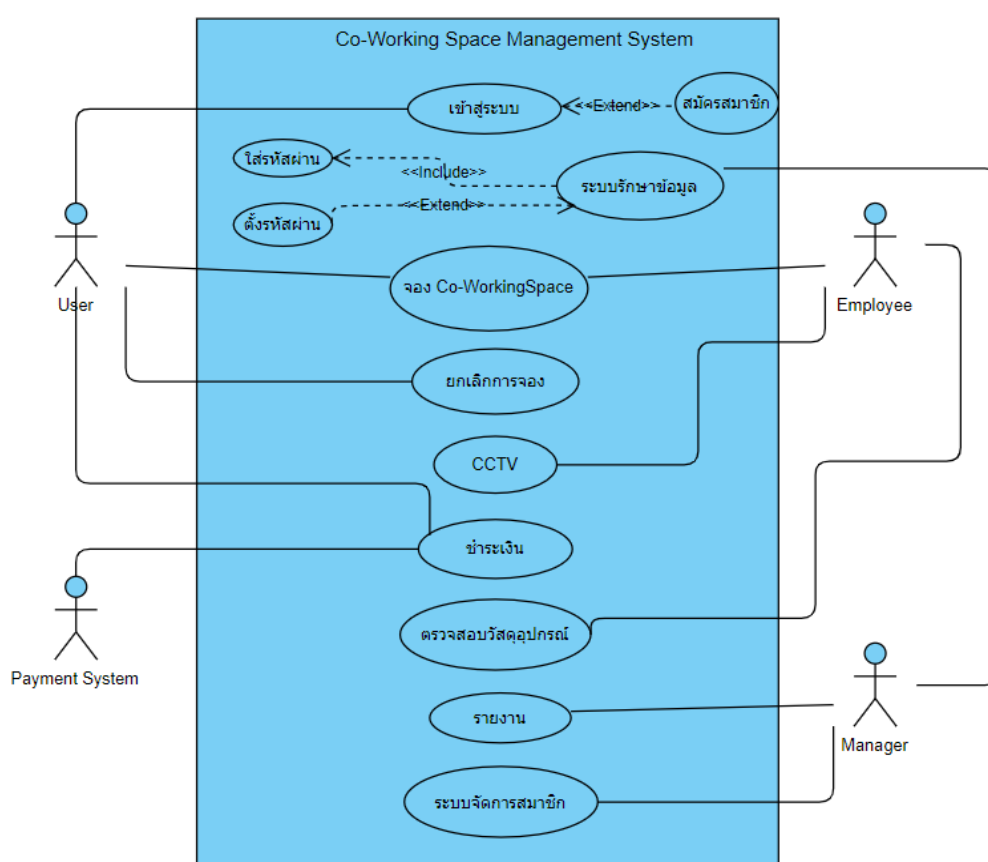 Co-Working Space Management System
เข้าสู่ระบบ
<<Extend>>
สมัครสมาชิก
ใส่รหัสผ่าน
<<Include>>
ระบบรักษาข้อมูล
<<Extend>>
ตั้งรหัสผ่าน
จอง Co-WorkingSpace
User
Employee
ยกเลิกการจอง
CCTV
ชำระเงิน
ตรวจสอบวัสดุอุปกรณ์
Payment System
รายงาน
Manager
ระบบจัดการสมาชิก